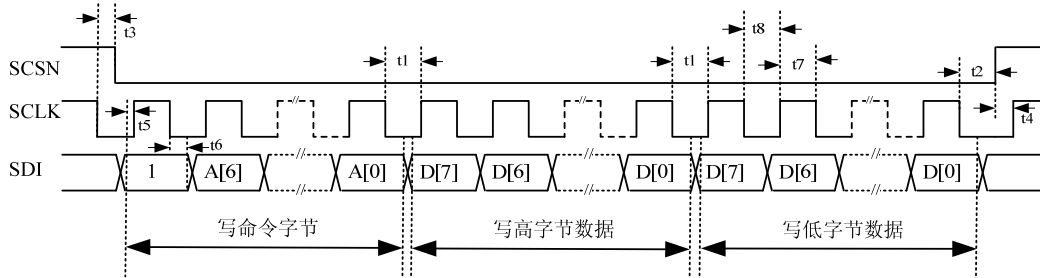 t3 t8
SCSN t1 t1 t7 t2
SCLK t5 t6 t4
SDI 1 A[6] A[0] D[7] D[6] D[0] D[7] D[6] D[0]
写命令字节 写高字节数据 写低字节数据